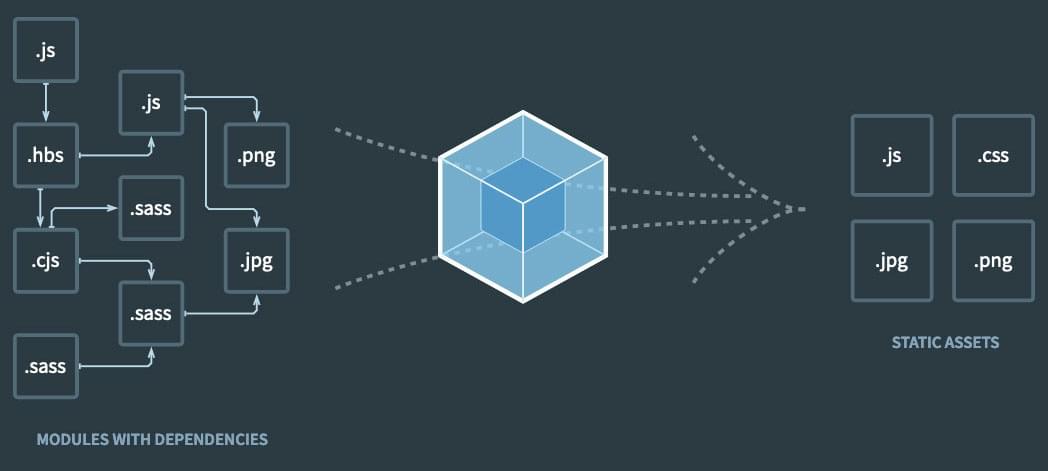 .js
.js
.hbs
.png
.sass
.cjs
.jpg
.sass
.sass
MODULES WITH DEPENDENCIES
.js
.css
.jpg
.png
STATIC ASSETS